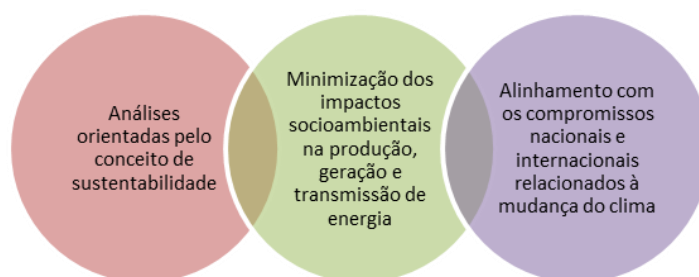 Análises
orientadas pelo
conceito de
sustentabilidade
Minimização dos
impactos
socioambientais
na produção,
geração e
transmissão de
energia
Alinhamento com
os compromissos
nacionais e
internacionais
relacionados à
mudança do clima